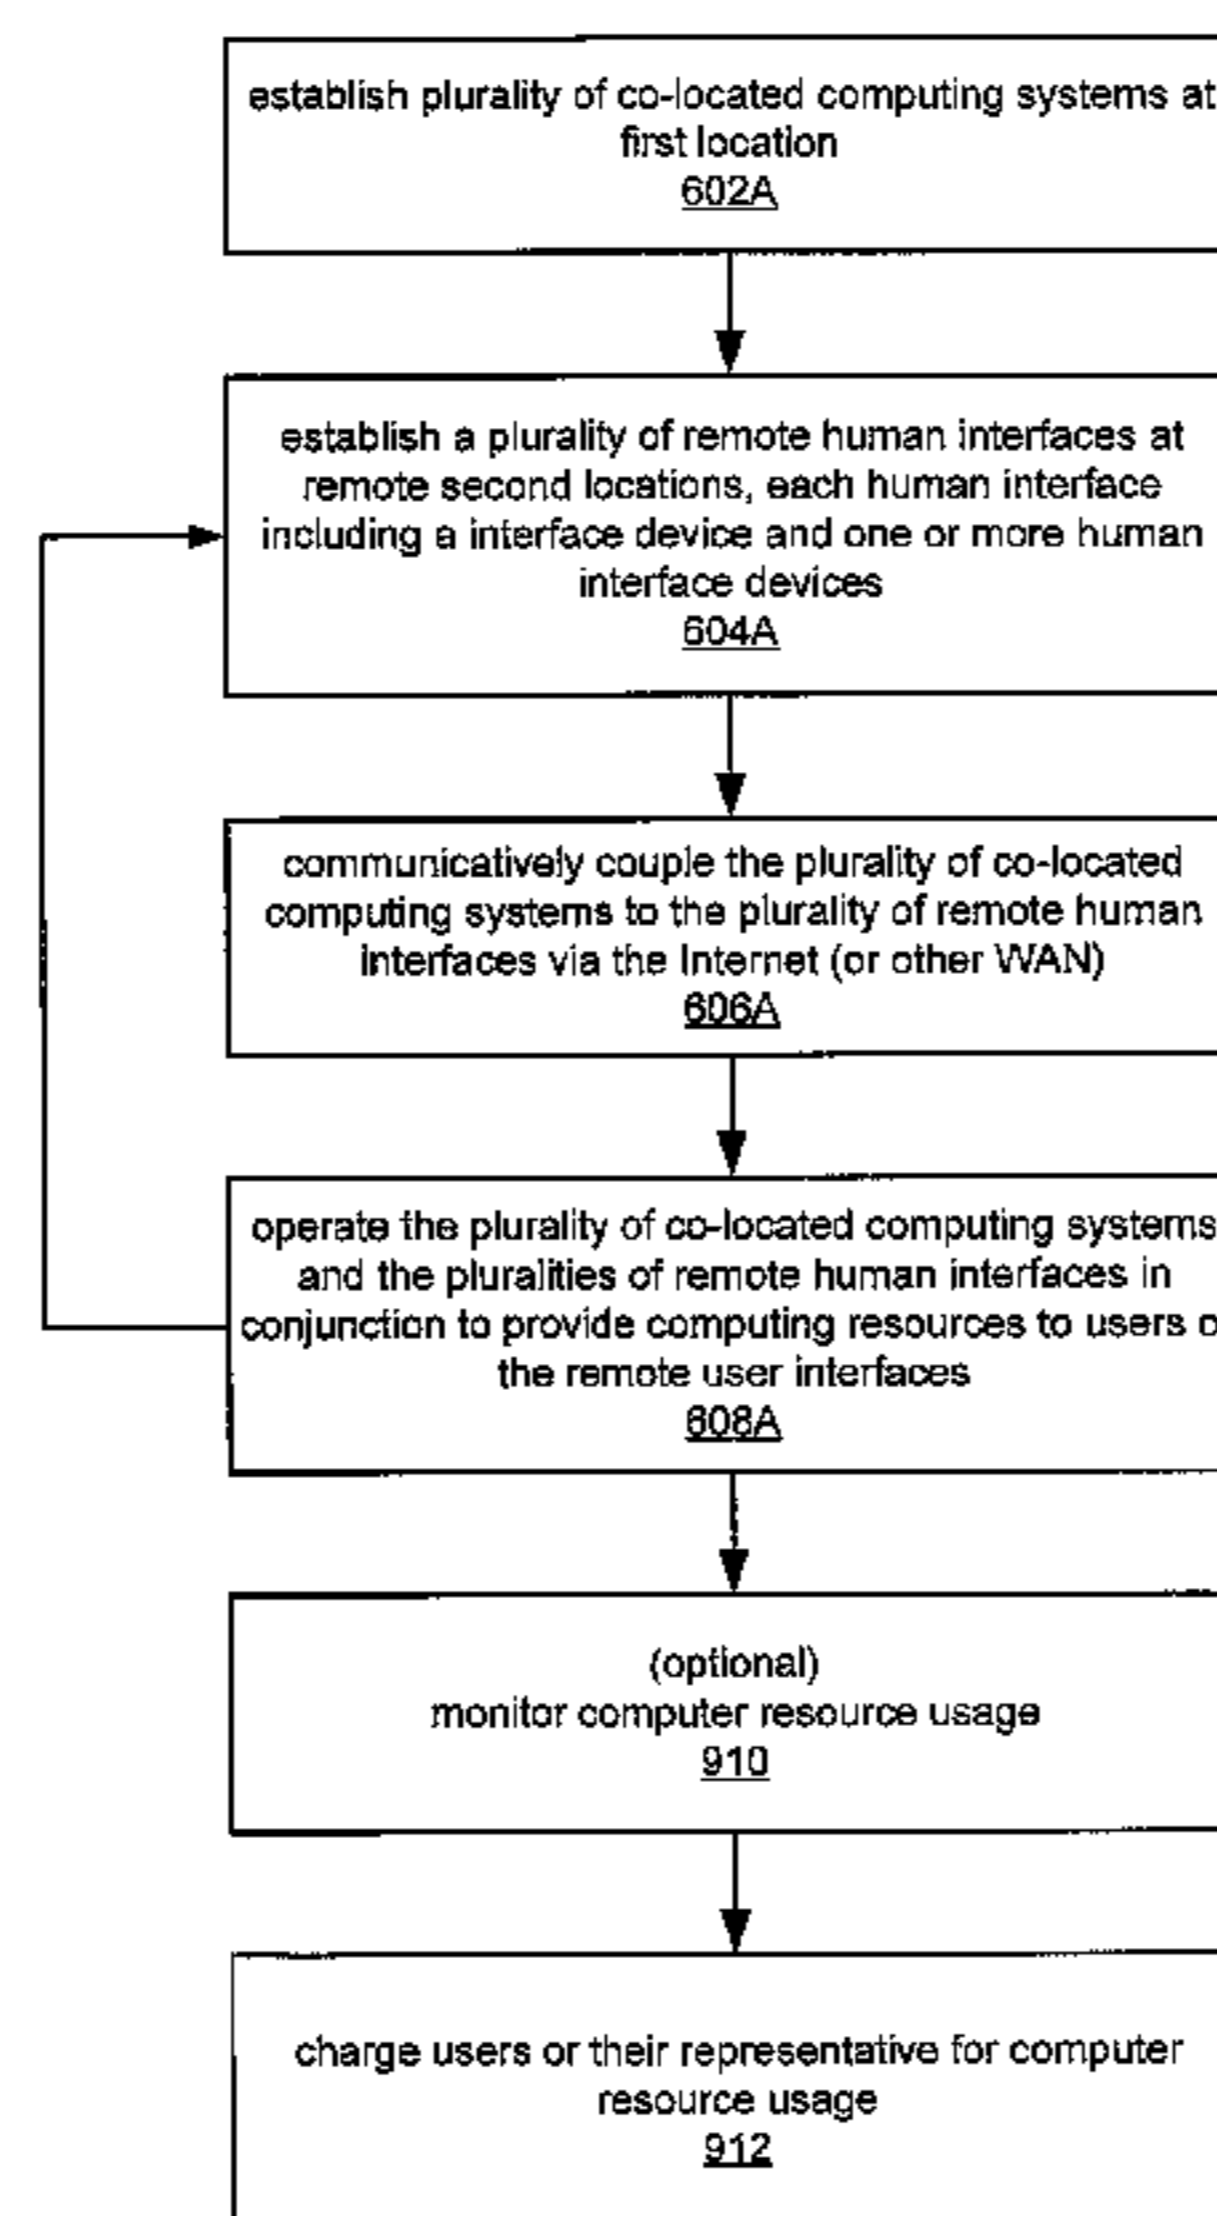 establish plurality of co-located computing systems at
first location
602A
establish a plurality of remote human interfaces at
remote second locations, each human interface
including a interface device and one or more human
interface devices
604A
communicatively couple the plurality of co-located
computing systems to the plurality of remote human
interfaces via the Internet (or other WAN)
606A
operate the plurality of co-located computing systems
and the pluralities of remote human interfaces in
conjunction to provide computing resources to users
the remote user interfaces
608A
(optional)
monitor computer resource usage
910
charge users or their representative for computer
resource usage
912